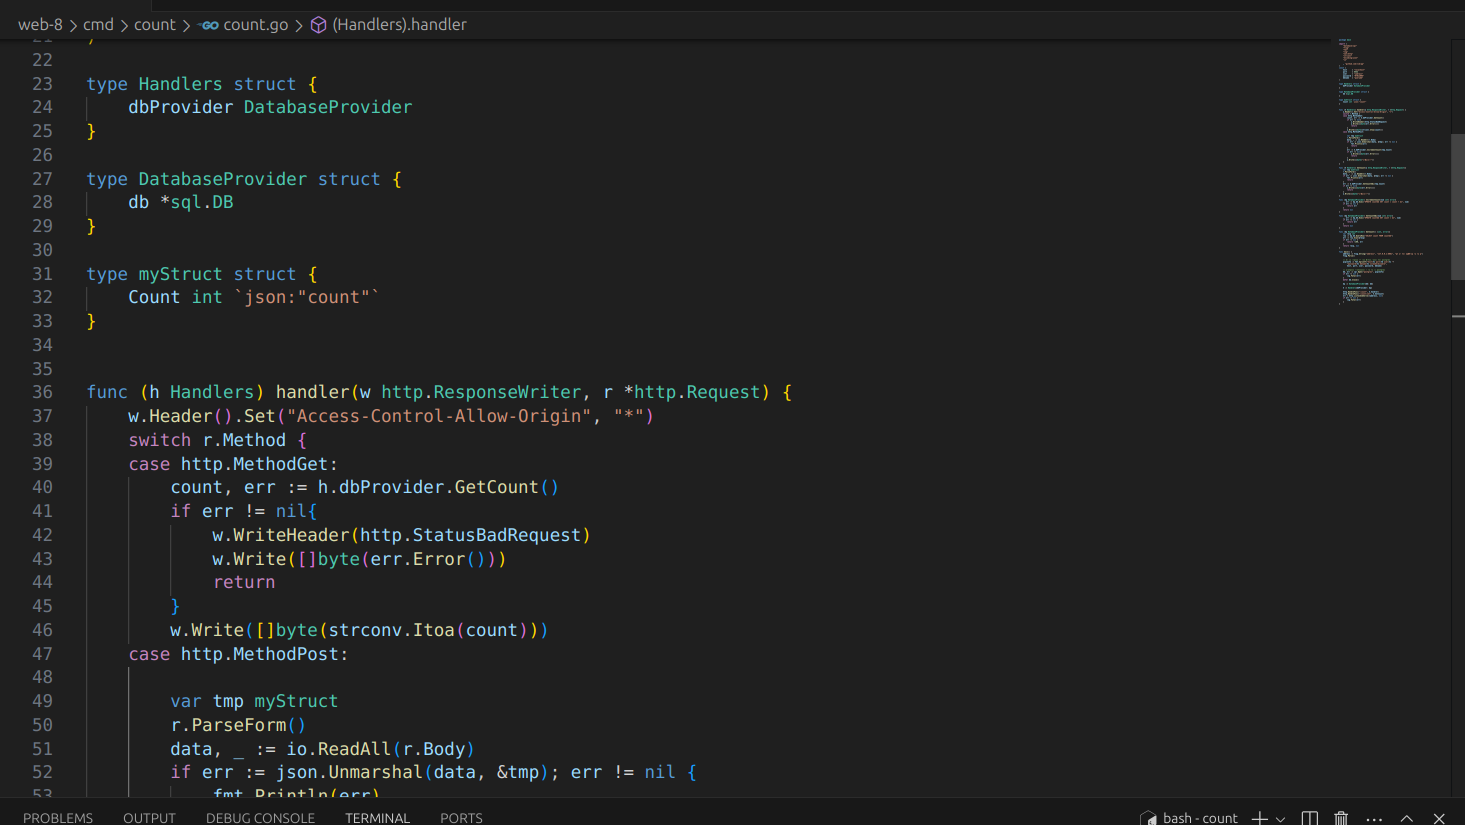 web-8 > cmd > count > GO count.go > (Handlers).handler
22
23 type Handlers struct {
24     dbProvider DatabaseProvider
25 }
26
27 type DatabaseProvider struct {
28     db *sql.DB
29 }
30
31 type myStruct struct {
32     Count int `json:"count"`
33 }
34
35
36 func (h Handlers) handler(w http.ResponseWriter, r *http.Request) {
37     w.Header().Set("Access-Control-Allow-Origin", "*")
38     switch r.Method {
39     case http.MethodGet:
40         count, err := h.dbProvider.GetCount()
41         if err != nil{
42             w.WriteHeader(http.StatusBadRequest)
43             w.Write([]byte(err.Error()))
44             return
45         }
46         w.Write([]byte(strconv.Itoa(count)))
47     case http.MethodPost:
48
49         var tmp myStruct
50         r.ParseForm()
51         data, _ := io.ReadAll(r.Body)
52         if err := json.Unmarshal(data, &tmp); err != nil {
53             fmt.Println(err)
PROBLEMS OUTPUT DEBUG CONSOLE TERMINAL PORTS bash - count